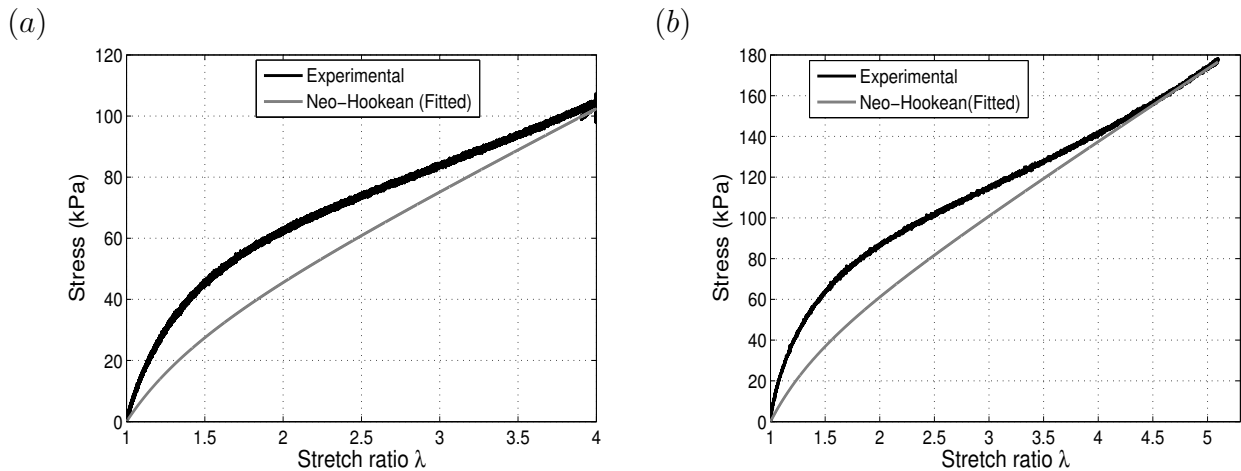 (a)
120
100
80
60
40
20
0
Stress (kPa)
Experimental
Neo−Hookean (Fitted)
1 1.5 2 2.5 3 3.5 4
Stretch ratio λ
(b)
180
160
140
120
100
80
60
40
20
0
Stress (kPa)
Experimental
Neo−Hookean(Fitted)
1 1.5 2 2.5 3 3.5 4 4.5 5
Stretch ratio λ